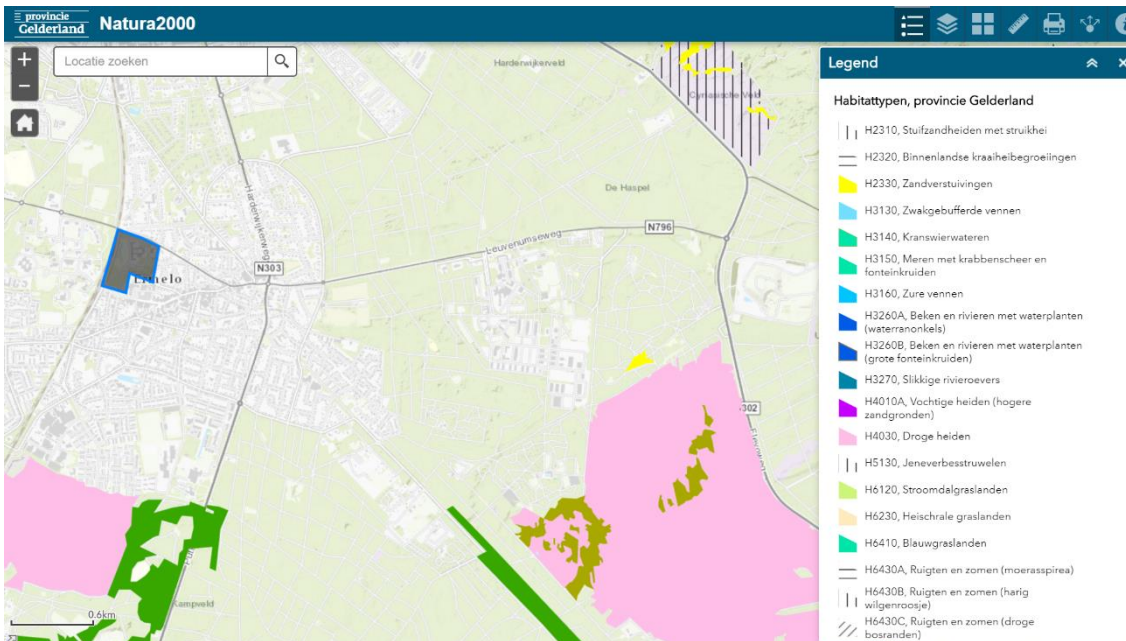 provincie
Gelderland
Natura2000
+
Locatie zoeken
−
Harderwijkerveld
Harderwijkerweg
De Haspel
Leuvenumseweg
N796
Ermelo
N303
302
Kampveld
0.6km
Legend
Habitattypen, provincie Gelderland
H2310, Stuifzandheiden met struikhei
H2320, Binnenlandse kraaiheibegroeiingen
H2330, Zandverstuivingen
H3130, Zwakgebufferde vennen
H3140, Kranswierwateren
H3150, Meren met krabbenscheer en
fonteinkruiden
H3160, Zure vennen
H3260A, Beken en rivieren met waterplanten
(waterranonkels)
H3260B, Beken en rivieren met waterplanten
(grote fonteinkruiden)
H3270, Slikkige rivieroevers
H4010A, Vochtige heiden (hogere
zandgronden)
H4030, Droge heiden
H5130, Jeneverbesstruwelen
H6120, Stroomdalgraslanden
H6230, Heischrale graslanden
H6410, Blauwgraslanden
H6430A, Ruigten en zomen (moerasspirea)
H6430B, Ruigten en zomen (harig
wilgenroosje)
H6430C, Ruigten en zomen (droge
bosranden)